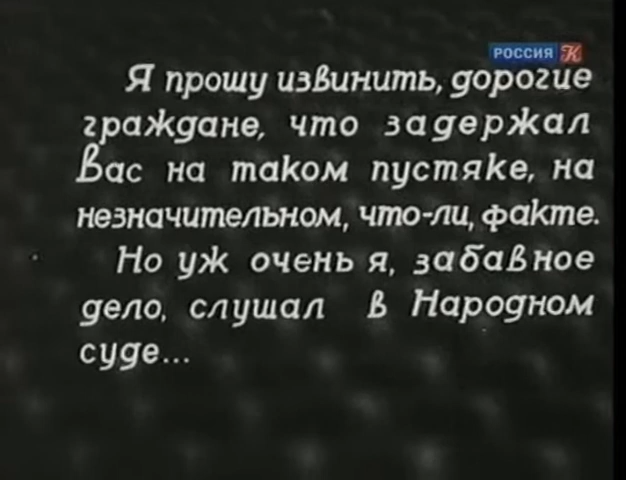 РОССИЯ К
Я прошу извинить, дорогие
граждане, что задержал
Вас на таком пустяке, на
незначительном, что-ли, факте.
Но уж очень я, забавное
дело, слушал в Народном
суде...